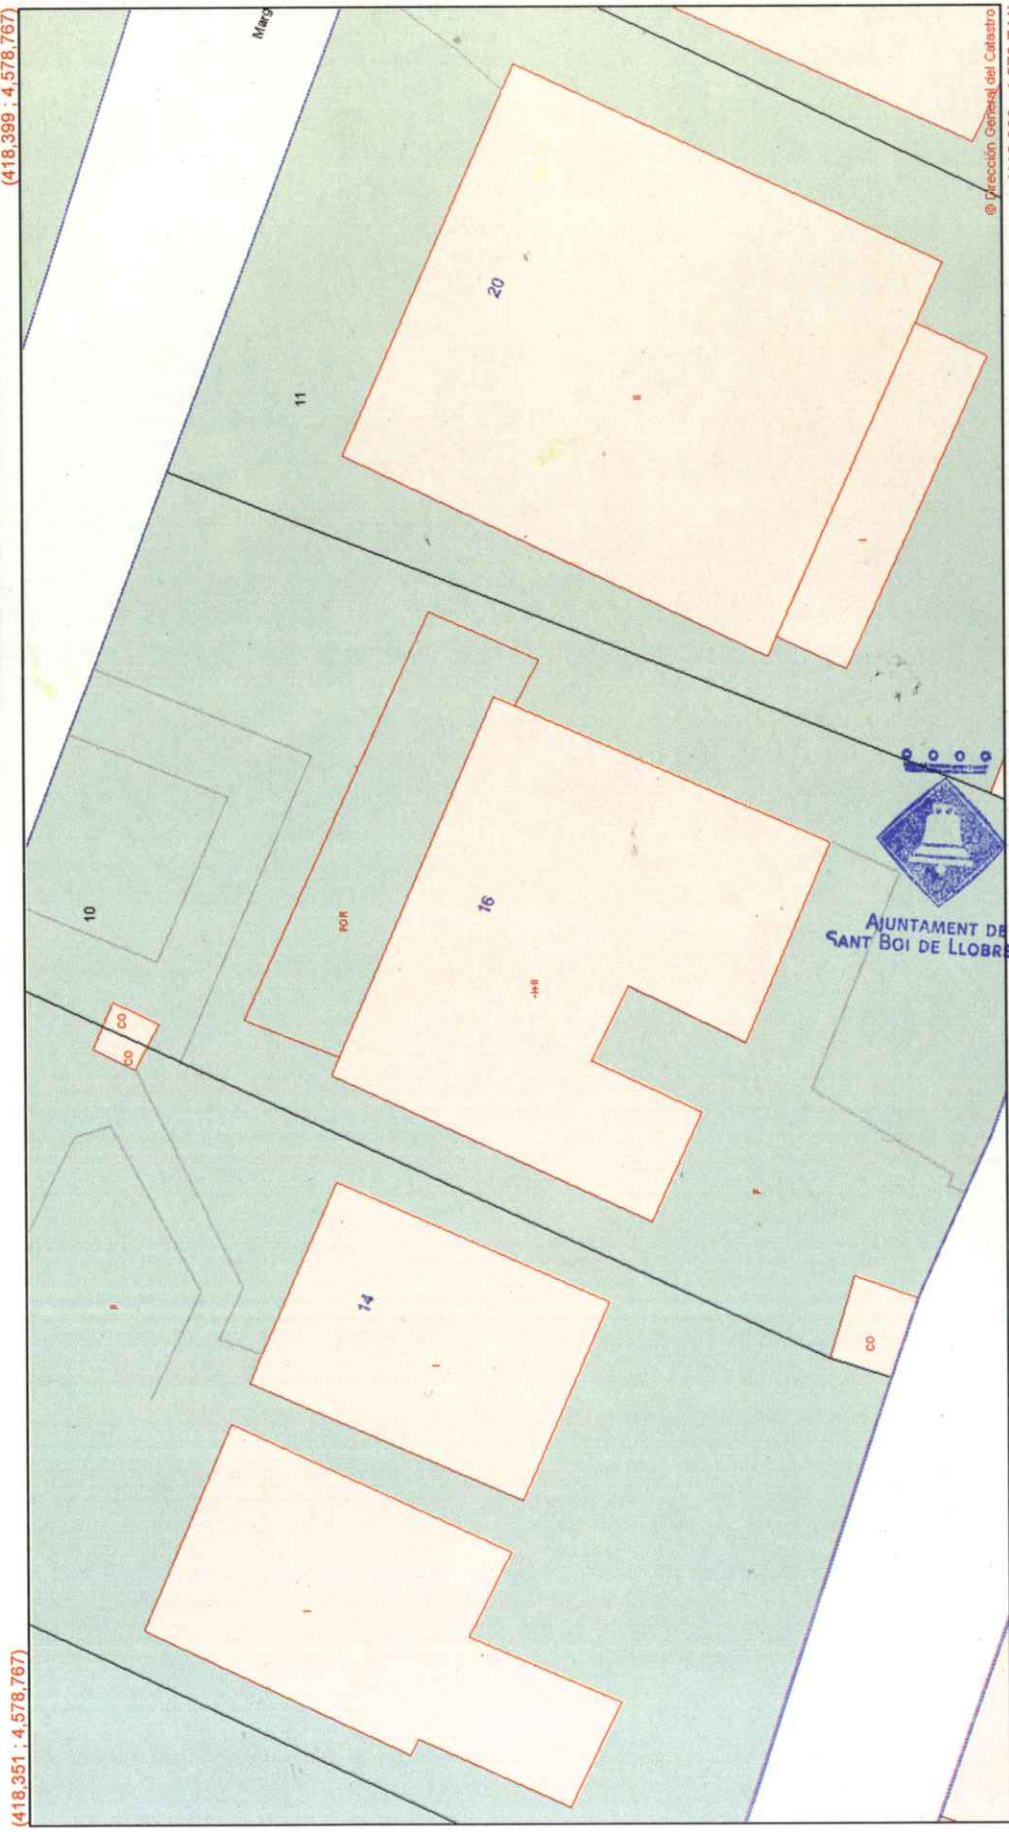 (418,351 ; 4,578,767)
(418,399 ; 4,578,767)
Marg
11
20
II
I
10
CO
CO
POR
16
-I+II
P
P
14
I
I
CO
AJUNTAMENT DE
SANT BOI DE LLOBRE
© Dirección General del Catastro